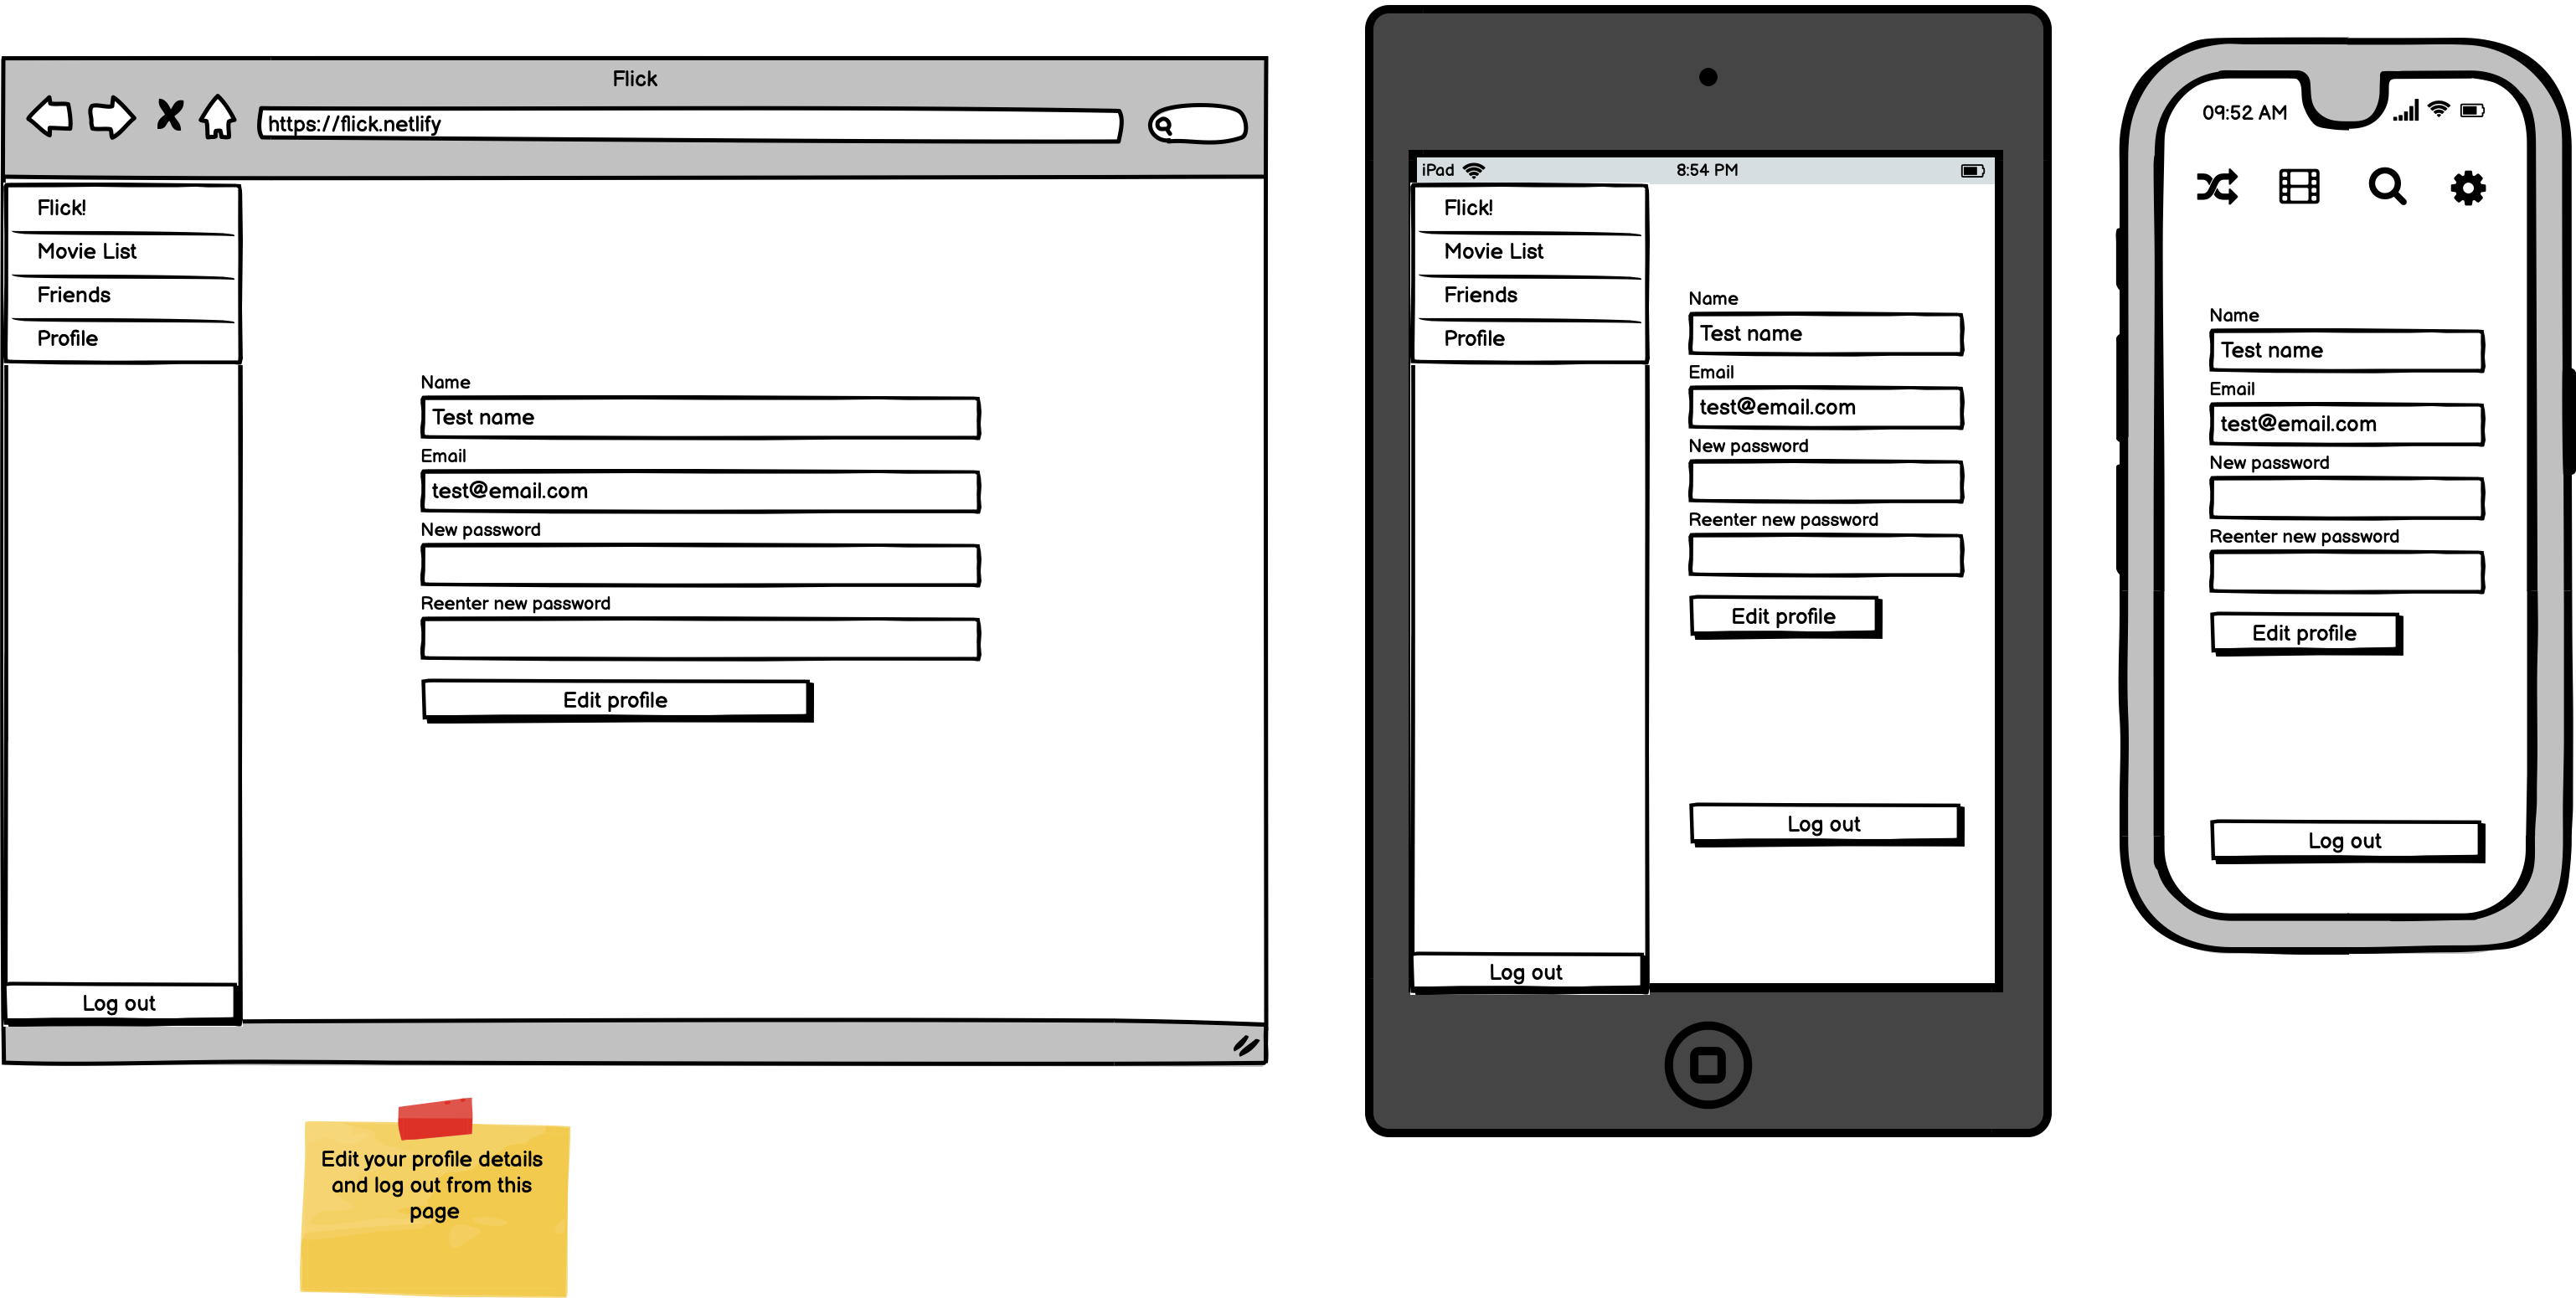 Flick
https://flick.netlify
Flick!
Movie List
Friends
Profile
Name
Test name
Email
test@email.com
New password
Reenter new password
Edit profile
Log out
Edit your profile details
and log out from this
page
iPad
8:54 PM
Flick!
Movie List
Friends
Profile
Name
Test name
Email
test@email.com
New password
Reenter new password
Edit profile
Log out
Log out
09:52 AM
Name
Test name
Email
test@email.com
New password
Reenter new password
Edit profile
Log out